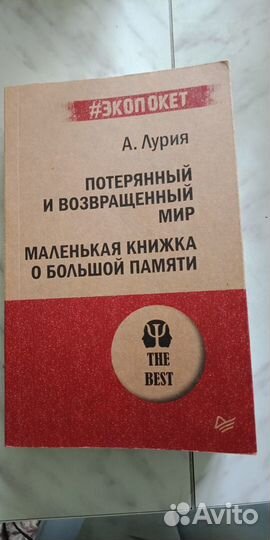 #ЭКОПОКЕТ
А. Лурия
ПОТЕРЯННЫЙ
И ВОЗВРАЩЕННЫЙ
МИР
МАЛЕНЬКАЯ КНИЖКА
О БОЛЬШОЙ ПАМЯТИ
THE
BEST
Avito